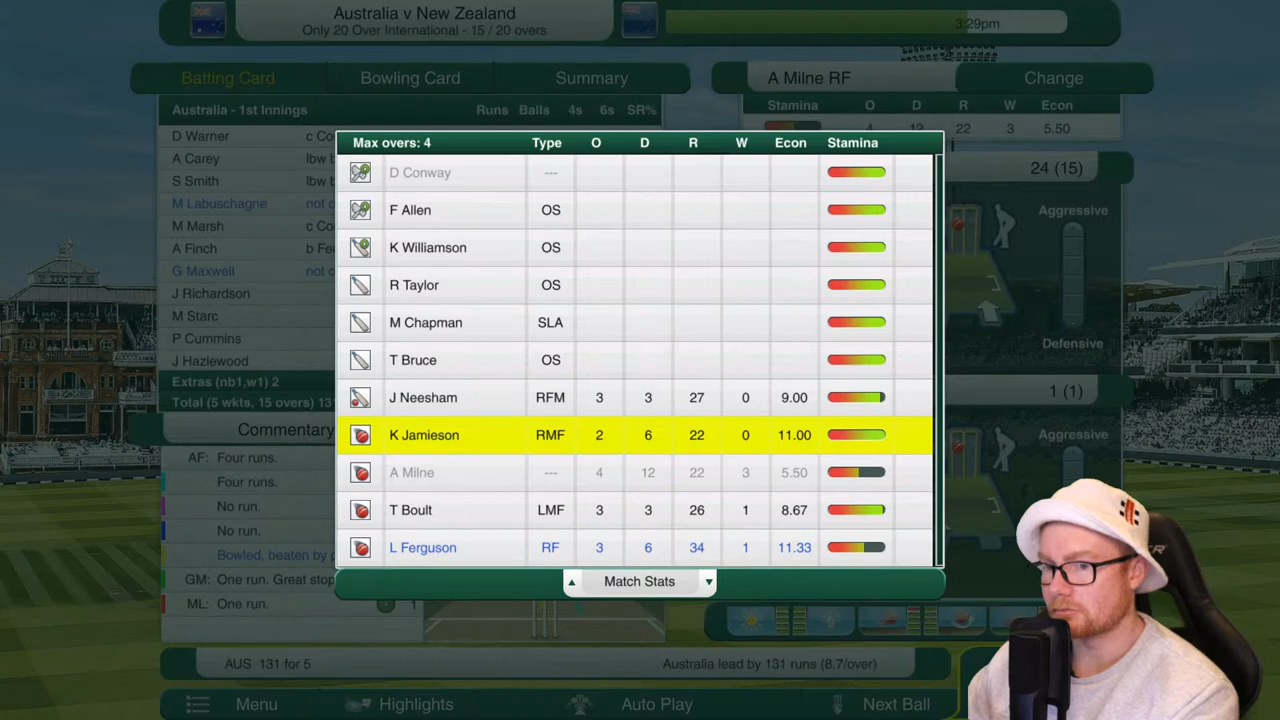 Australia v New Zealand
Only 20 Over International - 15 / 20 overs
3:29pm
Batting Card Bowling Card Summary
A Milne RF Change
Australia - 1st Innings Runs Balls 4s 6s SR%
Stamina O D R W Econ
4 12 22 3 5.50
D Warner c Co
A Carey lbw b
S Smith lbw b
M Labuschagne not o
M Marsh c Co
A Finch b Fe
G Maxwell not o
J Richardson
M Starc
P Cummins
J Hazlewood
Extras (nb1,w1) 2
Total (5 wkts, 15 overs) 131
Commentary
AF: Four runs.
Four runs.
No run.
No run.
Bowled, beaten by p
GM: One run. Great stop
ML: One run. 1
Max overs: 4 Type O D R W Econ Stamina
D Conway ---
F Allen OS
K Williamson OS
R Taylor OS
M Chapman SLA
T Bruce OS
J Neesham RFM 3 3 27 0 9.00
K Jamieson RMF 2 6 22 0 11.00
A Milne --- 4 12 22 3 5.50
T Boult LMF 3 3 26 1 8.67
L Ferguson RF 3 6 34 1 11.33
Match Stats
24 (15)
Aggressive
Defensive
1 (1)
Aggressive
AUS 131 for 5 Australia lead by 131 runs (8.7/over)
Menu Highlights Auto Play Next Ball